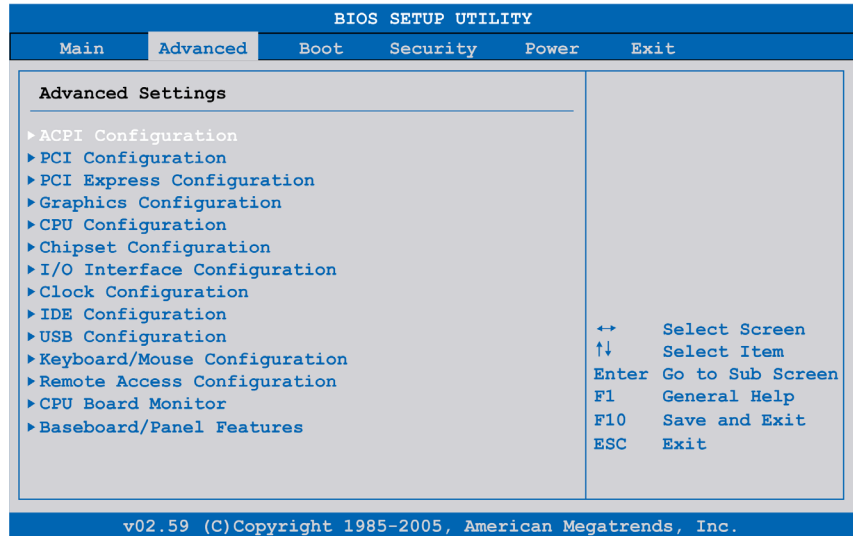 BIOS SETUP UTILITY
Main Advanced Boot Security Power Exit
Advanced Settings
ACPI Configuration
PCI Configuration
PCI Express Configuration
Graphics Configuration
CPU Configuration
Chipset Configuration
I/O Interface Configuration
Clock Configuration
IDE Configuration
USB Configuration
Keyboard/Mouse Configuration
Remote Access Configuration
CPU Board Monitor
Baseboard/Panel Features
↔ Select Screen
↑↓ Select Item
Enter Go to Sub Screen
F1 General Help
F10 Save and Exit
ESC Exit
v02.59 (C)Copyright 1985-2005, American Megatrends, Inc.